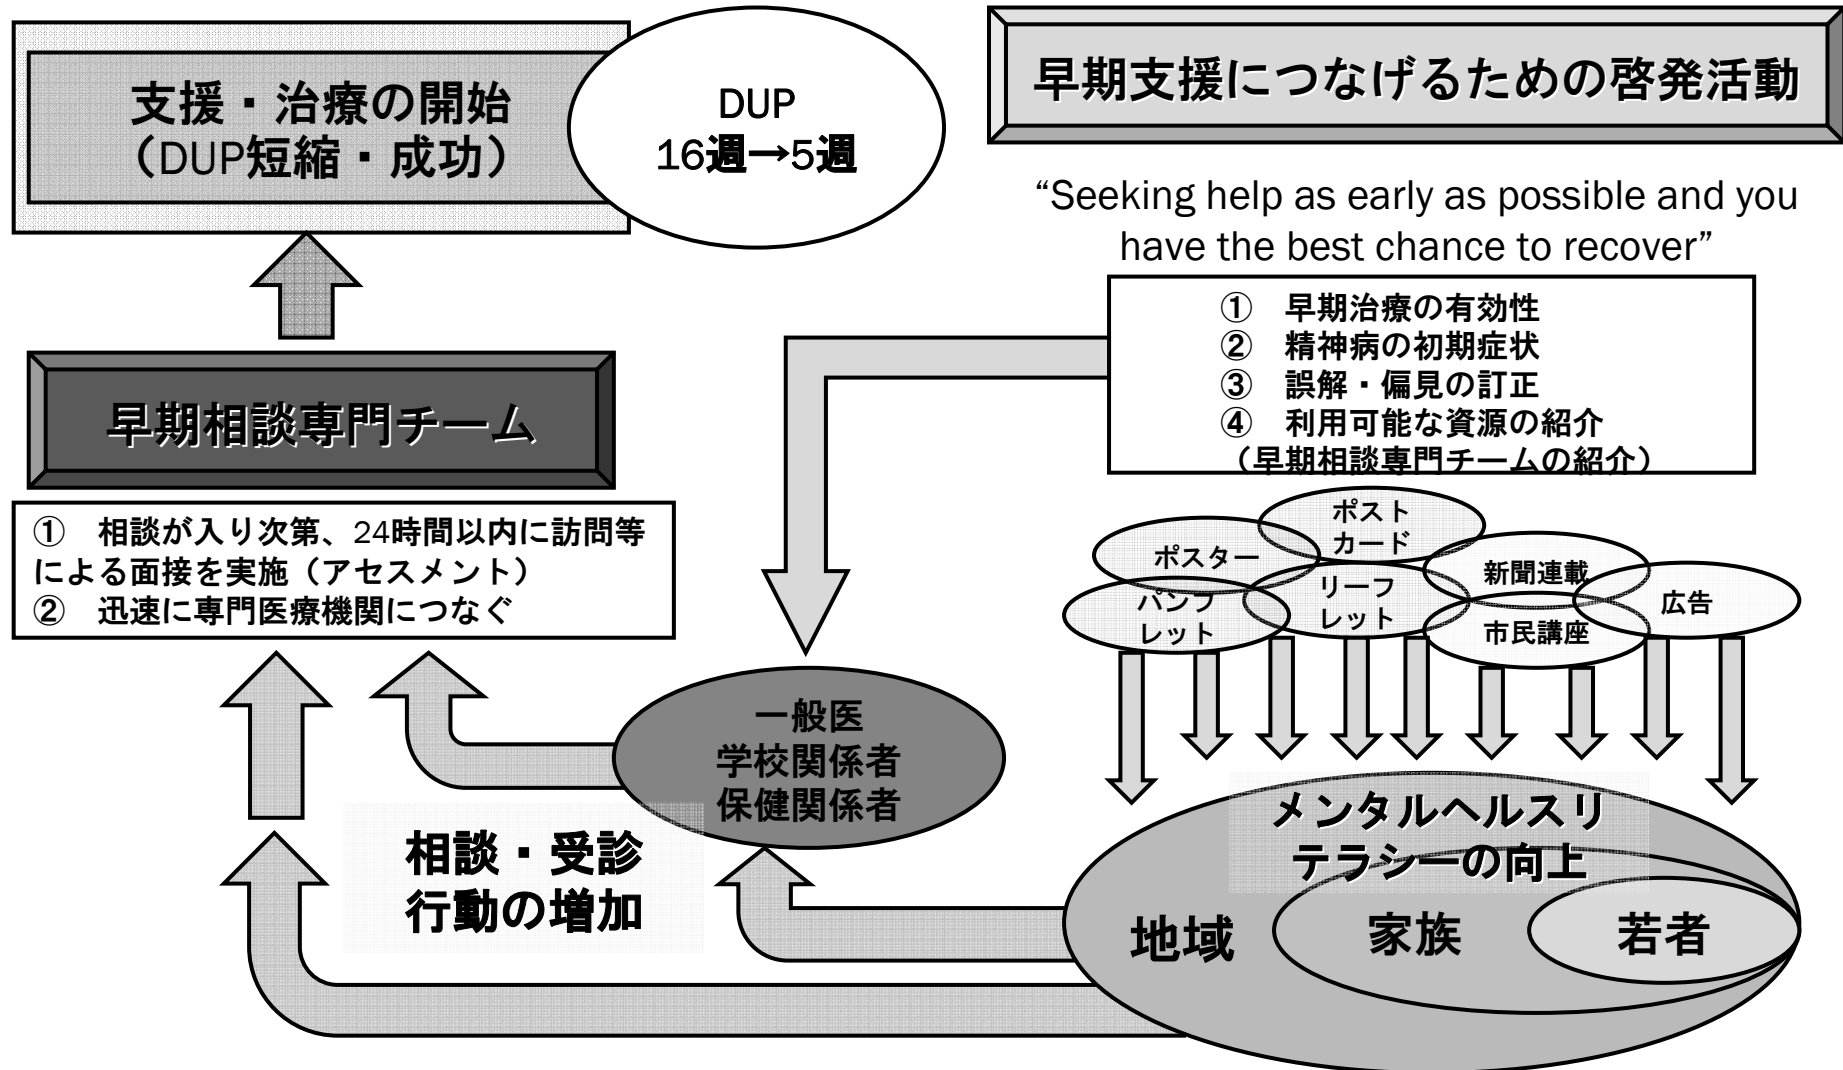 支援・治療の開始
（DUP短縮・成功）
DUP
16週→5週
早期支援につなげるための啓発活動
“Seeking help as early as possible and you
have the best chance to recover”
① 早期治療の有効性
② 精神病の初期症状
③ 誤解・偏見の訂正
④ 利用可能な資源の紹介
（早期相談専門チームの紹介）
早期相談専門チーム
① 相談が入り次第、24時間以内に訪問等
による面接を実施（アセスメント）
② 迅速に専門医療機関につなぐ
ポスター
ポスト
カード
新聞連載
広告
パンフ
レット
リーフ
レット
市民講座
一般医
学校関係者
保健関係者
相談・受診
行動の増加
メンタルヘルスリ
テラシーの向上
地域
家族
若者